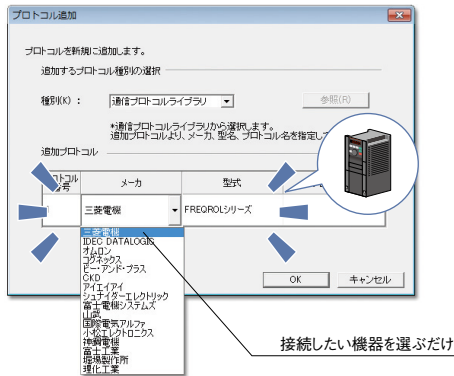 プロトコル追加
プロトコルを新規に追加します。
追加するプロトコル種別の選択
種別(K) : 通信プロトコルライブラリ 参照(R)
*通信プロトコルライブラリから選択します。
追加プロトコルより、メーカ、型名、プロトコル名を指定して
追加プロトコル
メーカ 型式
三菱電機 FREQROLシリーズ
三菱電機
IDEC DATALOGIC
オムロン
コグネックス
ビー・アンド・プラス
CKD
アイエイアイ
シュナイダーエレクトリック
富士電機システムズ
山武
国際電気アルファ
小松エレクトロニクス
神鋼電機
富士工業
堀場製作所
理化工業
OK キャンセル
接続したい機器を選ぶだけ